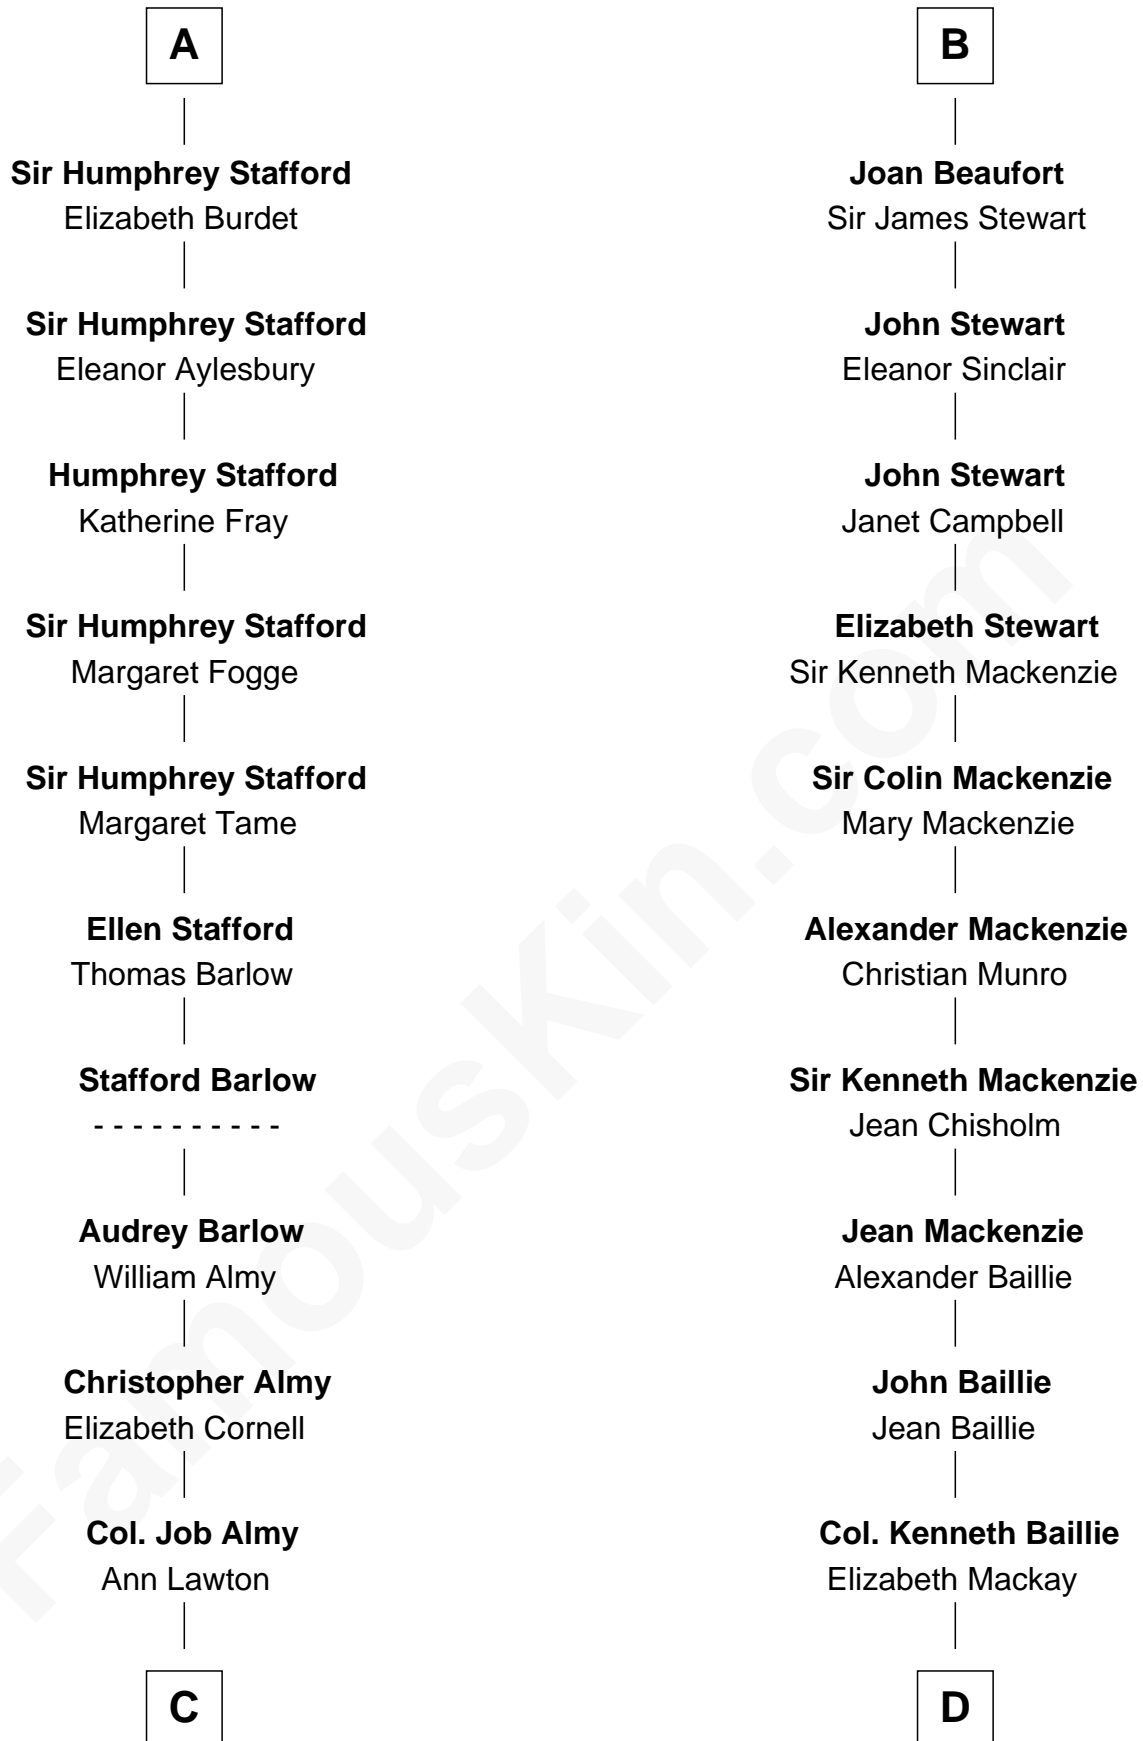 A
Sir Humphrey Stafford
Elizabeth Burdet
Sir Humphrey Stafford
Eleanor Aylesbury
Humphrey Stafford
Katherine Fray
Sir Humphrey Stafford
Margaret Fogge
Sir Humphrey Stafford
Margaret Tame
Ellen Stafford
Thomas Barlow
Stafford Barlow
- - - - - - - - - -
Audrey Barlow
William Almy
Christopher Almy
Elizabeth Cornell
Col. Job Almy
Ann Lawton
C
B
Joan Beaufort
Sir James Stewart
John Stewart
Eleanor Sinclair
John Stewart
Janet Campbell
Elizabeth Stewart
Sir Kenneth Mackenzie
Sir Colin Mackenzie
Mary Mackenzie
Alexander Mackenzie
Christian Munro
Sir Kenneth Mackenzie
Jean Chisholm
Jean Mackenzie
Alexander Baillie
John Baillie
Jean Baillie
Col. Kenneth Baillie
Elizabeth Mackay
D
FamousKin.com